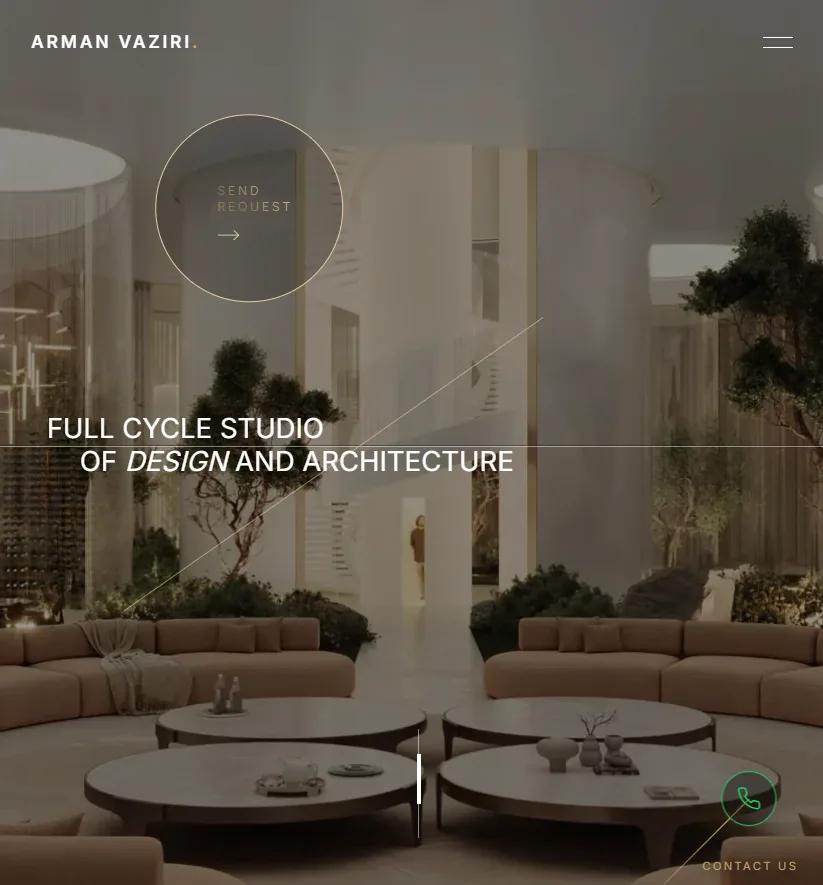 ARMAN VAZIRI.
SEND
REQUEST
FULL CYCLE STUDIO
OF DESIGN AND ARCHITECTURE
CONTACT US